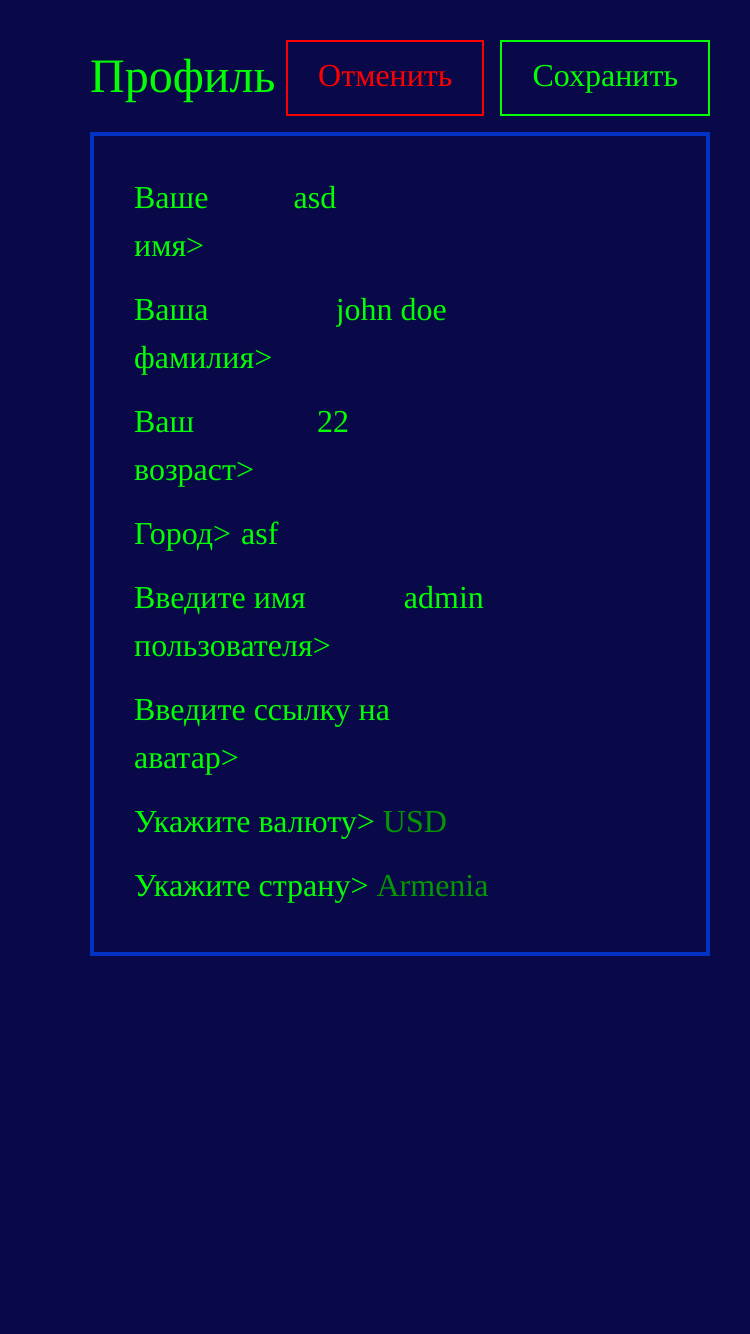 Профиль Отменить Сохранить
Ваше asd
имя>
Ваша john doe
фамилия>
Ваш 22
возраст>
Город> asf
Введите имя admin
пользователя>
Введите ссылку на
аватар>
Укажите валюту> USD
Укажите страну> Armenia